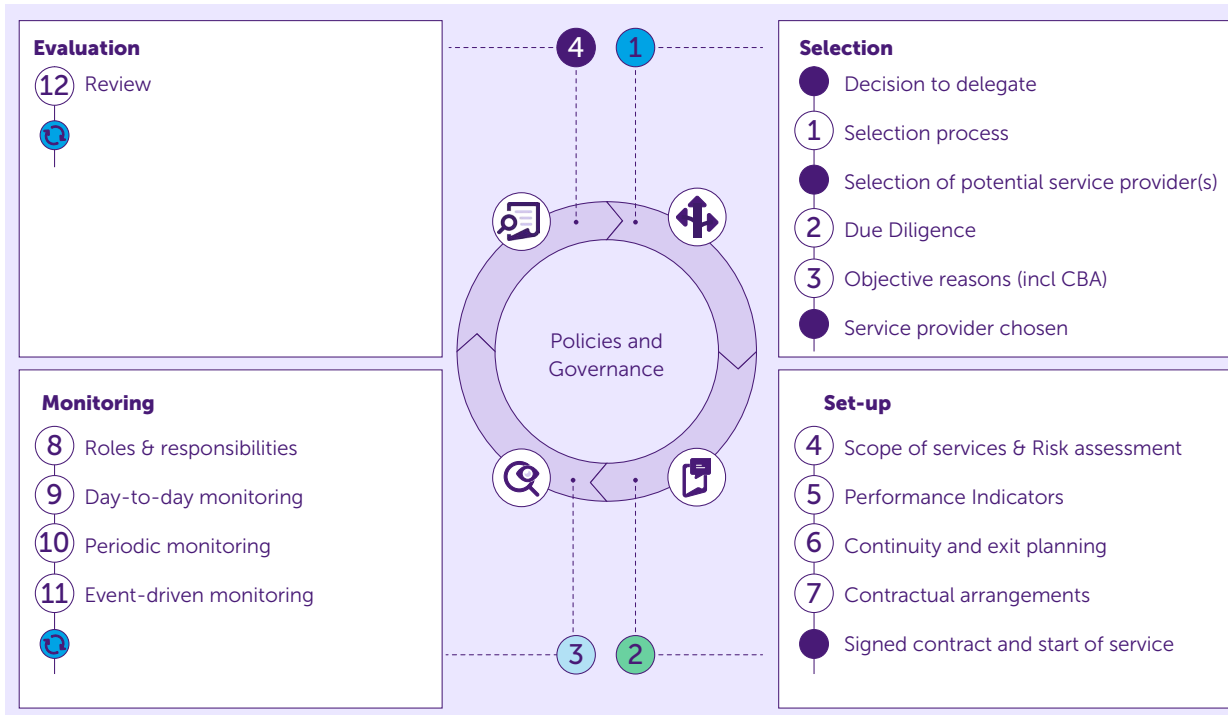 Evaluation
12 Review
4
1
Selection
Decision to delegate
1 Selection process
Selection of potential service provider(s)
2 Due Diligence
3 Objective reasons (incl CBA)
Service provider chosen
Policies and
Governance
Monitoring
8 Roles & responsibilities
9 Day-to-day monitoring
10 Periodic monitoring
11 Event-driven monitoring
3
2
Set-up
4 Scope of services & Risk assessment
5 Performance Indicators
6 Continuity and exit planning
7 Contractual arrangements
Signed contract and start of service